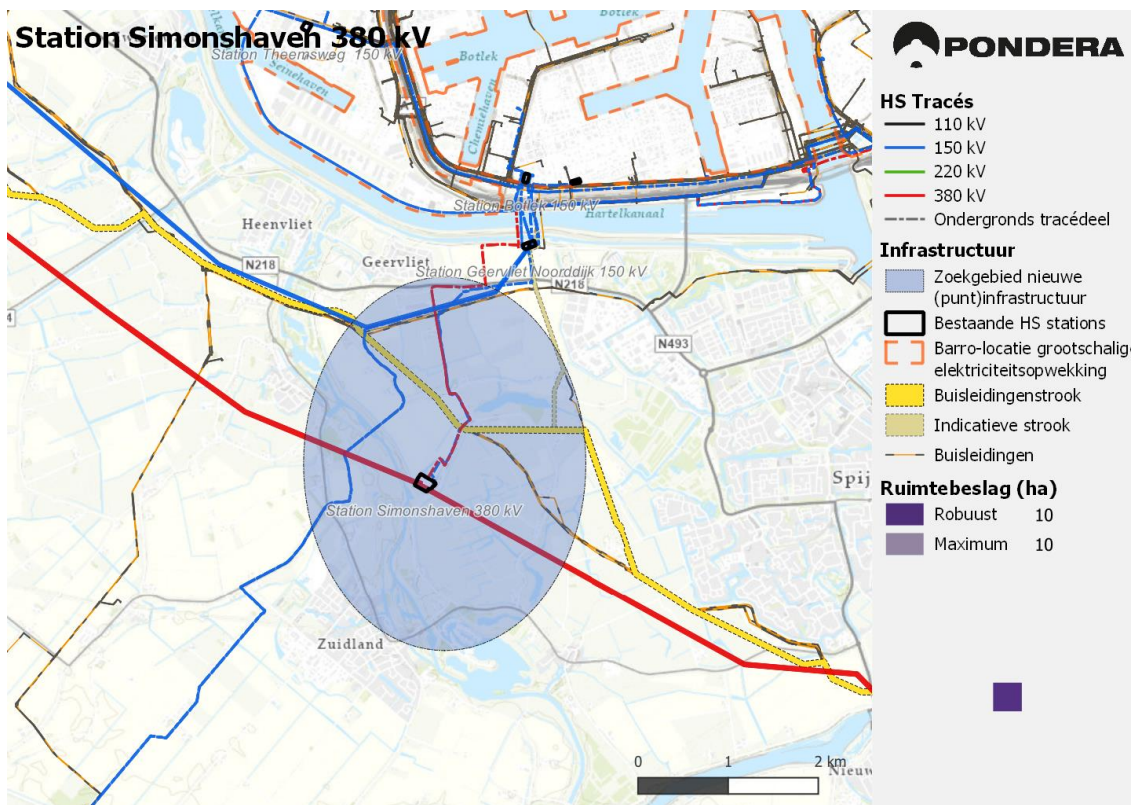 Station Simonshaven 380 kV
Station Theemsweg 150 kV
Botlek
Botlek
Seinehaven
Chemiehaven
Station Botlek 150 kV
Hartelkanaal
Heenvliet
N218
Geervliet
Station Geervliet Noorddijk 150 kV
N218
4
N493
Spij
Station Simonshaven 380 kV
Zuidland
0 1 2 km
Nieuw
PONDERA
HS Tracés
110 kV
150 kV
220 kV
380 kV
Ondergronds tracédeel
Infrastructuur
Zoekgebied nieuwe
(punt)infrastructuur
Bestaande HS stations
Barro-locatie grootschalig
elektriciteitsopwekking
Buisleidingenstrook
Indicatieve strook
Buisleidingen
Ruimtebeslag (ha)
Robuust 10
Maximum 10